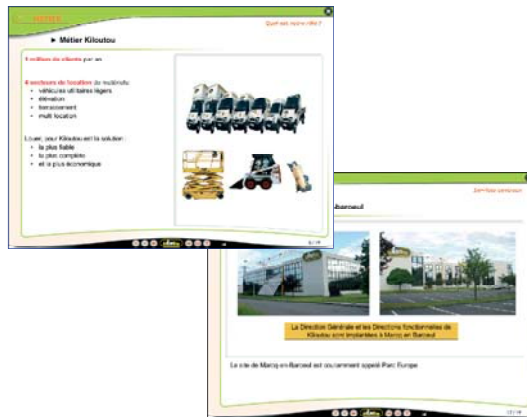 Quel est notre rôle ?
► Métier Kiloutou
1 million de clients par an
4 secteurs de location de matériels:
• véhicules utilitaires légers
• élévation
• terrassement
• multi location
Louer, pour Kiloutou est la solution :
• la plus fiable
• la plus complète
• et la plus économique
La Direction Générale et les Directions fonctionnelles de
Kiloutou sont implantées à Marcq en Baroeul
Le site de Marcq-en-Baroeul est couramment appelé Parc Europe